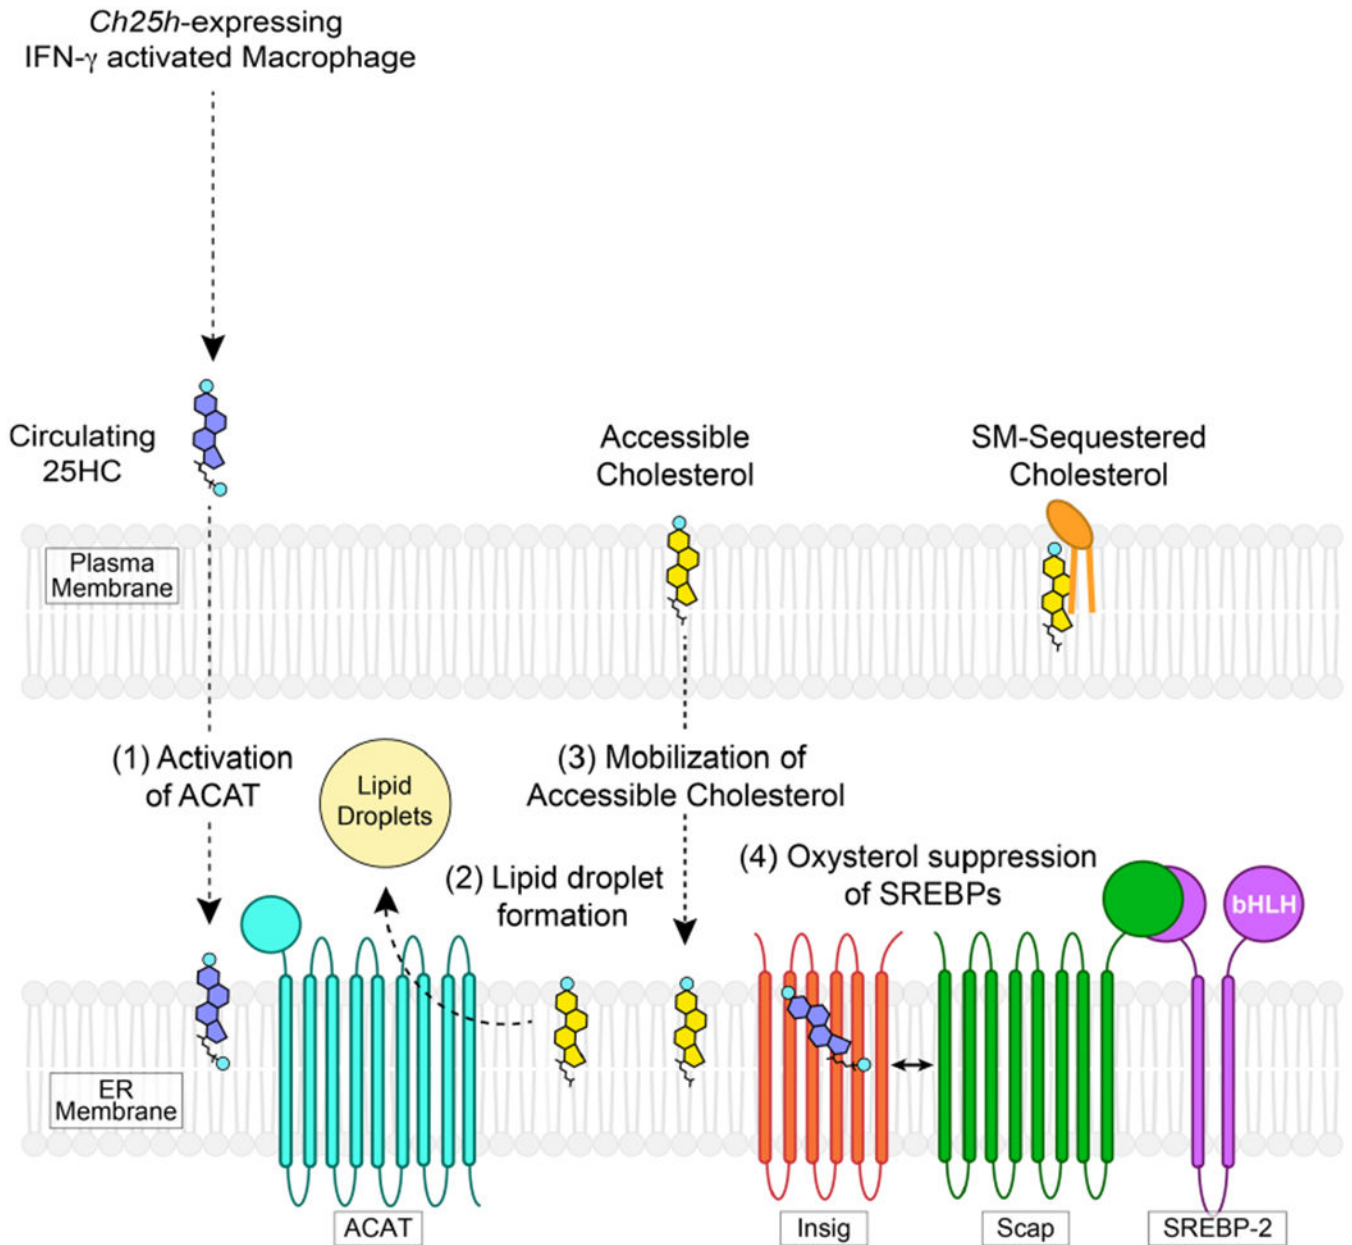 Ch25h-expressing
IFN-γ activated Macrophage
Circulating
25HC
Accessible
Cholesterol
SM-Sequestered
Cholesterol
Plasma
Membrane
(1) Activation
of ACAT
Lipid
Droplets
(2) Lipid droplet
formation
(3) Mobilization of
Accessible Cholesterol
(4) Oxysterol suppression
of SREBPs
bHLH
ER
Membrane
ACAT
Insig
Scap
SREBP-2